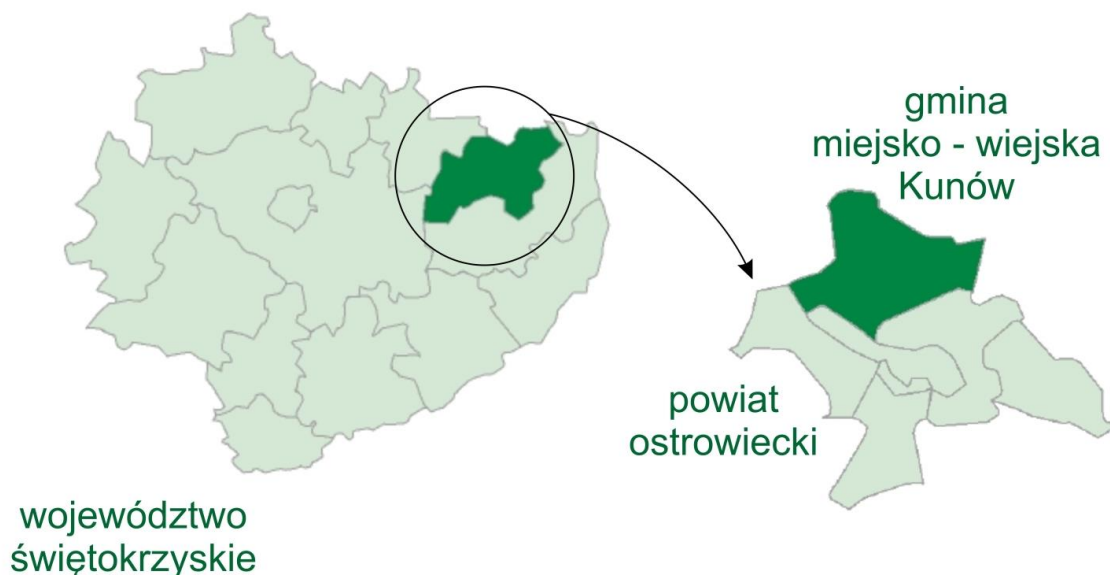 gmina
miejsko - wiejska
Kunów
powiat
ostrowiecki
województwo
świętokrzyskie